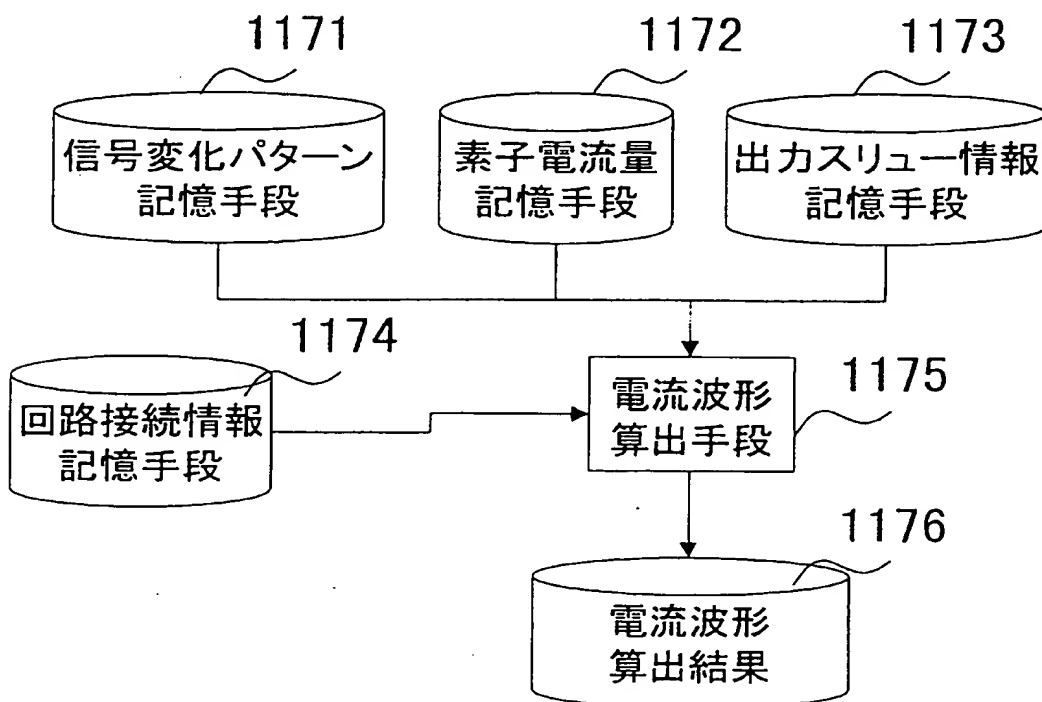 1171
1172
1173
信号変化パターン
記憶手段
素子電流量
記憶手段
出力スリュー情報
記憶手段
1174
回路接続情報
記憶手段
1175
電流波形
算出手段
1176
電流波形
算出結果